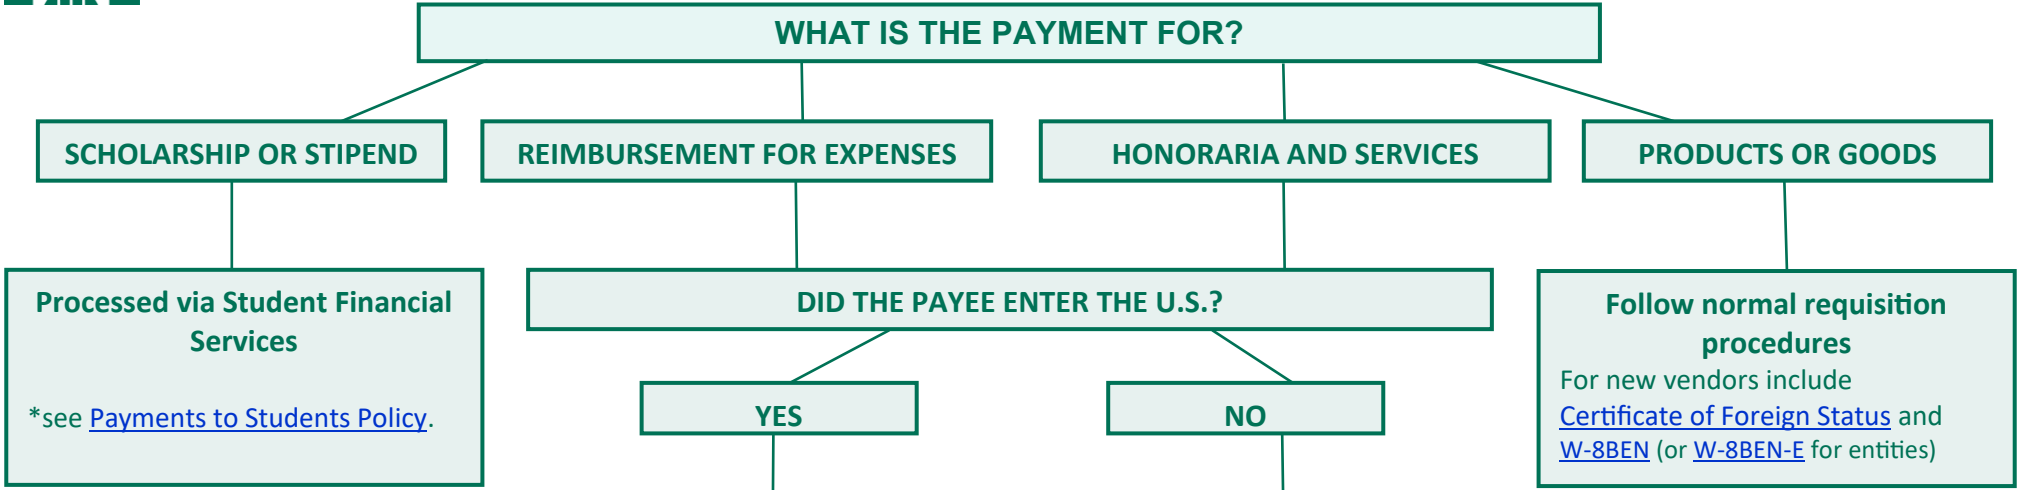 WHAT IS THE PAYMENT FOR?
SCHOLARSHIP OR STIPEND
REIMBURSEMENT FOR EXPENSES
HONORARIA AND SERVICES
PRODUCTS OR GOODS
Processed via Student Financial
Services
*see Payments to Students Policy.
DID THE PAYEE ENTER THE U.S.?
YES
NO
Follow normal requisition
procedures
For new vendors include
Certificate of Foreign Status and
W-8BEN (or W-8BEN-E for entities)